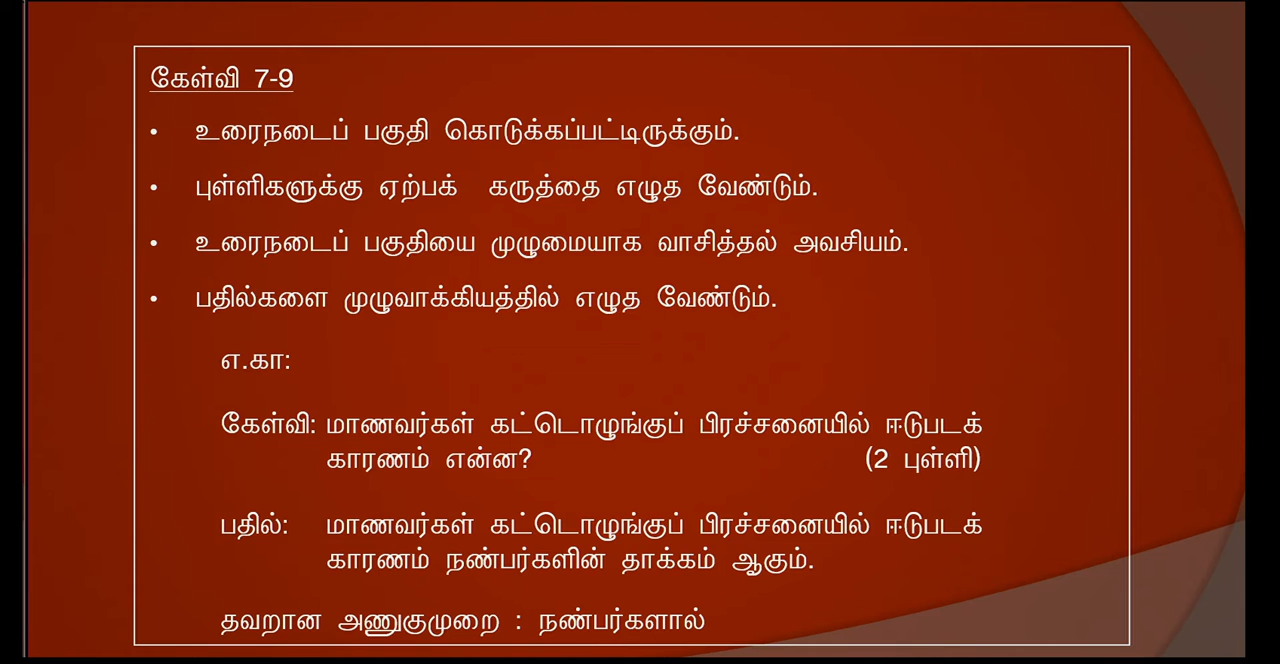 கேள்வி 7-9
• உரைநடைப் பகுதி கொடுக்கப்பட்டிருக்கும்.
• புள்ளிகளுக்கு ஏற்பக் கருத்தை எழுத வேண்டும்.
• உரைநடைப் பகுதியை முழுமையாக வாசித்தல் அவசியம்.
• பதில்களை முழுவாக்கியத்தில் எழுத வேண்டும்.
எ.கா:
கேள்வி: மாணவர்கள் கட்டொழுங்குப் பிரச்சனையில் ஈடுபடக்
காரணம் என்ன? (2 புள்ளி)
பதில்: மாணவர்கள் கட்டொழுங்குப் பிரச்சனையில் ஈடுபடக்
காரணம் நண்பர்களின் தாக்கம் ஆகும்.
தவறான அணுகுமுறை : நண்பர்களால்